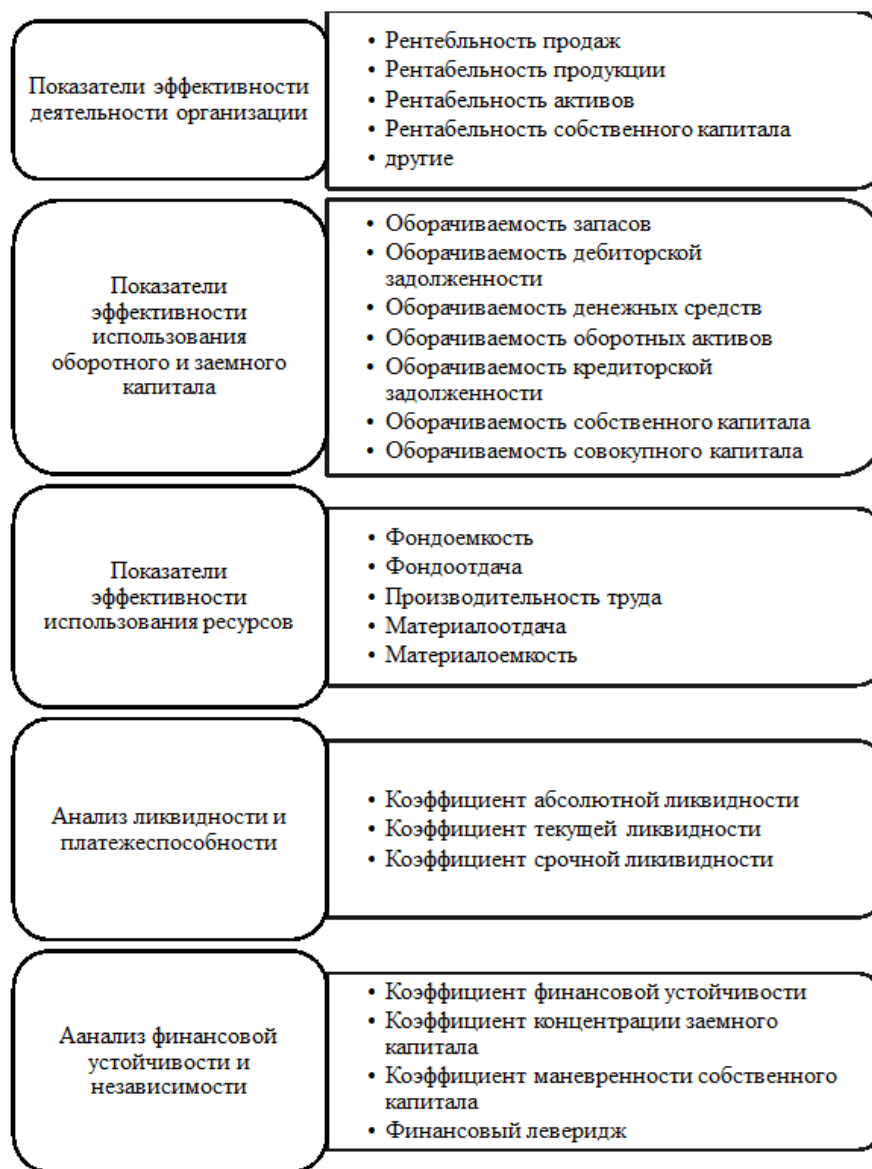 Показатели эффективности
деятельности организации
• Рентебльность продаж
• Рентабельность продукции
• Рентабельность активов
• Рентабельность собственного капитала
• другие
Показатели
эффективности
использования
оборотного и заемного
капитала
• Оборачиваемость запасов
• Оборачиваемость дебиторской
задолженности
• Оборачиваемость денежных средств
• Оборачиваемость оборотных активов
• Оборачиваемость кредиторской
задолженности
• Оборачиваемость собственного капитала
• Оборачиваемость совокупного капитала
Показатели
эффективности
использования ресурсов
• Фондоемкость
• Фондоотдача
• Производительность труда
• Материалоотдача
• Материалоемкость
Анализ ликвидности и
платежеспособности
• Коэффициент абсолютной ликвидности
• Коэффициент текущей ликвидности
• Коэффициент срочной ликивидности
Аанализ финансовой
устойчивости и
независимости
• Коэффициент финансовой устойчивости
• Коэффициент концентрации заемного
капитала
• Коэффициент маневренности собственного
капитала
• Финансовый леверидж